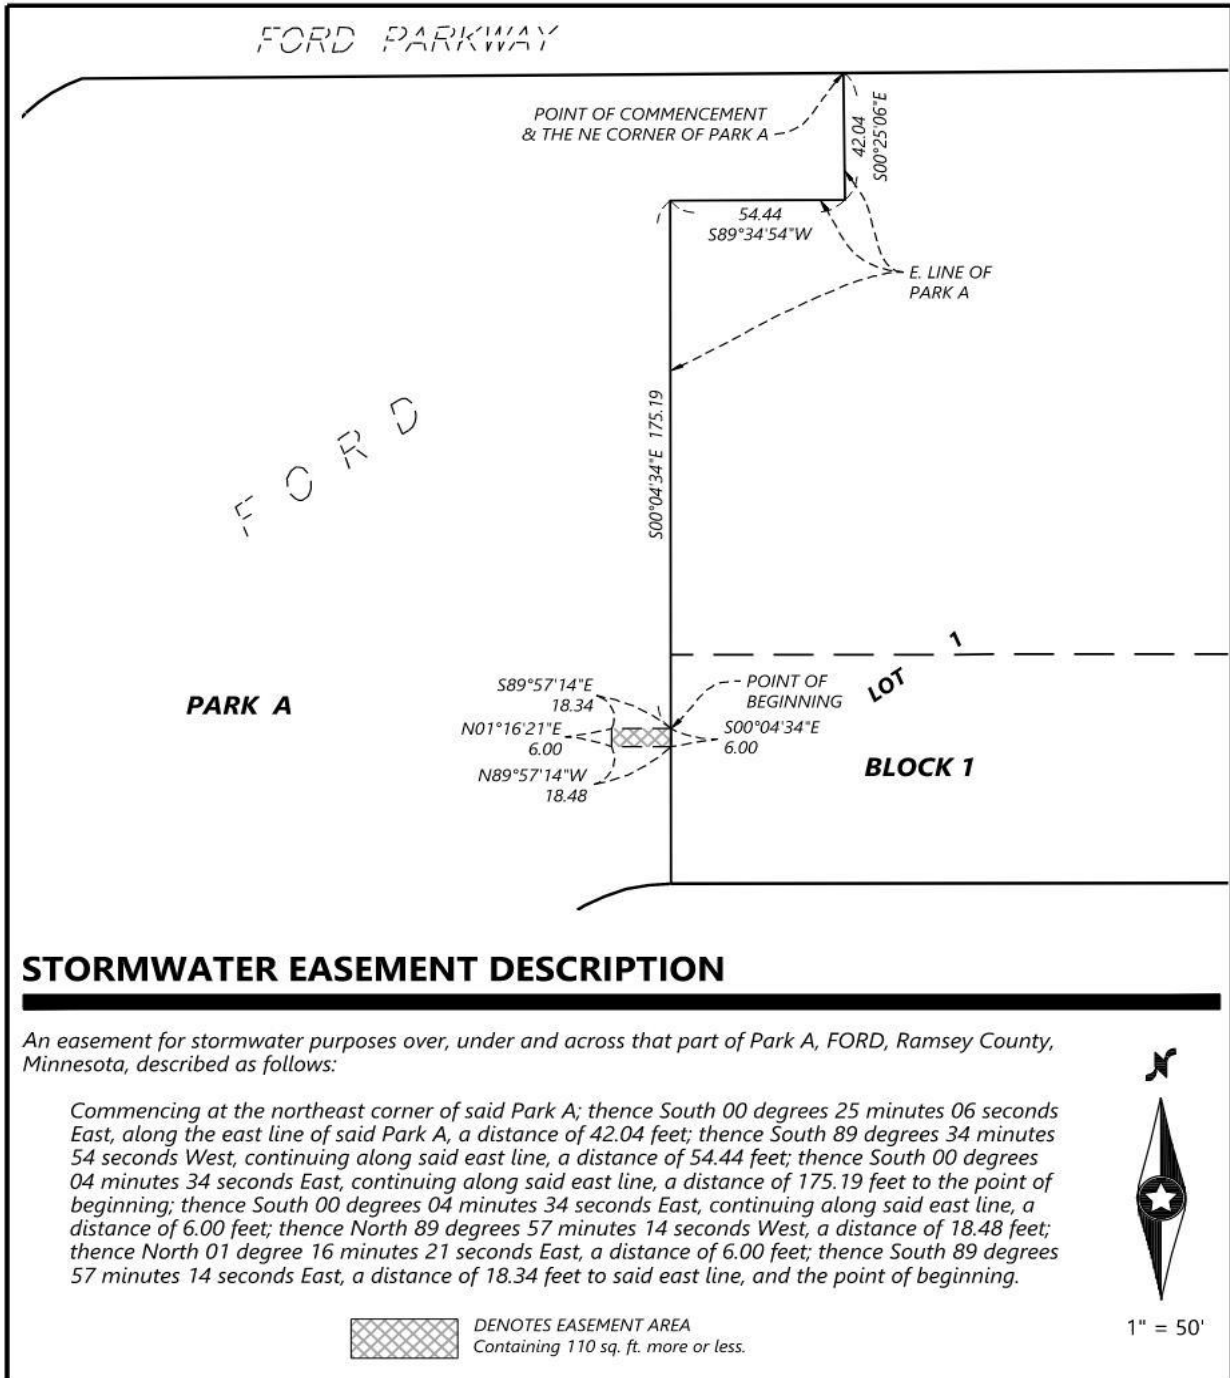 FORD PARKWAY
POINT OF COMMENCEMENT
& THE NE CORNER OF PARK A
42.04
S00°25'06"E
54.44
S89°34'54"W
E. LINE OF
PARK A
S00°04'34"E 175.19
FORD
1
LOT
BLOCK 1
PARK A
S89°57'14"E
18.34
N01°16'21"E
6.00
N89°57'14"W
18.48
POINT OF
BEGINNING
S00°04'34"E
6.00
STORMWATER EASEMENT DESCRIPTION
An easement for stormwater purposes over, under and across that part of Park A, FORD, Ramsey County,
Minnesota, described as follows:
Commencing at the northeast corner of said Park A; thence South 00 degrees 25 minutes 06 seconds
East, along the east line of said Park A, a distance of 42.04 feet; thence South 89 degrees 34 minutes
54 seconds West, continuing along said east line, a distance of 54.44 feet; thence South 00 degrees
04 minutes 34 seconds East, continuing along said east line, a distance of 175.19 feet to the point of
beginning; thence South 00 degrees 04 minutes 34 seconds East, continuing along said east line, a
distance of 6.00 feet; thence North 89 degrees 57 minutes 14 seconds West, a distance of 18.48 feet;
thence North 01 degree 16 minutes 21 seconds East, a distance of 6.00 feet; thence South 89 degrees
57 minutes 14 seconds East, a distance of 18.34 feet to said east line, and the point of beginning.
N
1" = 50'
DENOTES EASEMENT AREA
Containing 110 sq. ft. more or less.